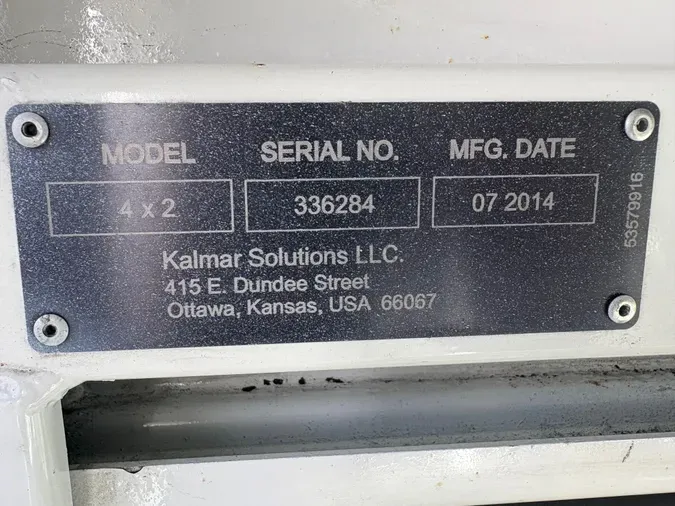 MODEL SERIAL NO. MFG. DATE
4 x 2 336284 07 2014
Kalmar Solutions LLC.
415 E. Dundee Street
Ottawa, Kansas, USA 66067
53579916